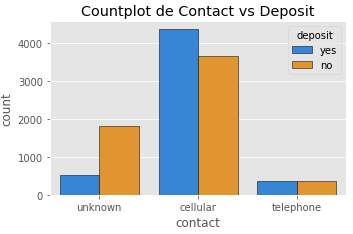 Countplot de Contact vs Deposit
deposit
yes
no
count
4000
3000
2000
1000
0
unknown cellular telephone
contact